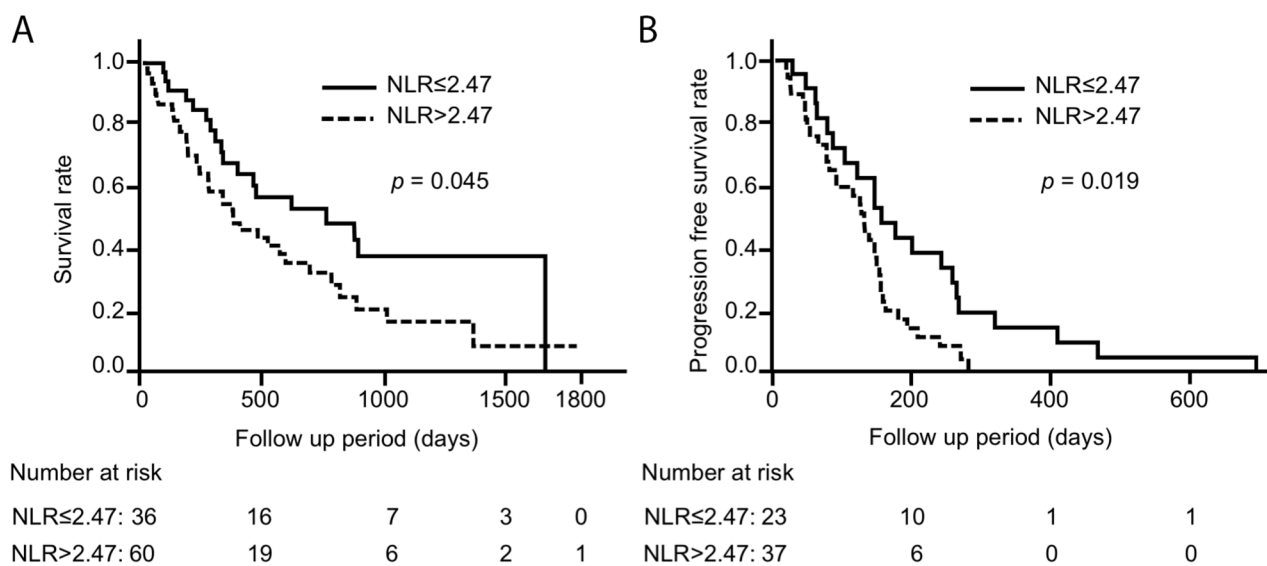 A
Survival rate
1.0
0.8
0.6
0.4
0.2
0.0
NLR≤2.47
NLR>2.47
p = 0.045
0 500 1000 1500 1800
Follow up period (days)
Number at risk
NLR≤2.47: 36 16 7 3 0
NLR>2.47: 60 19 6 2 1
B
Progression free survival rate
1.0
0.8
0.6
0.4
0.2
0.0
NLR≤2.47
NLR>2.47
p = 0.019
0 200 400 600
Follow up period (days)
Number at risk
NLR≤2.47: 23 10 1 1
NLR>2.47: 37 6 0 0